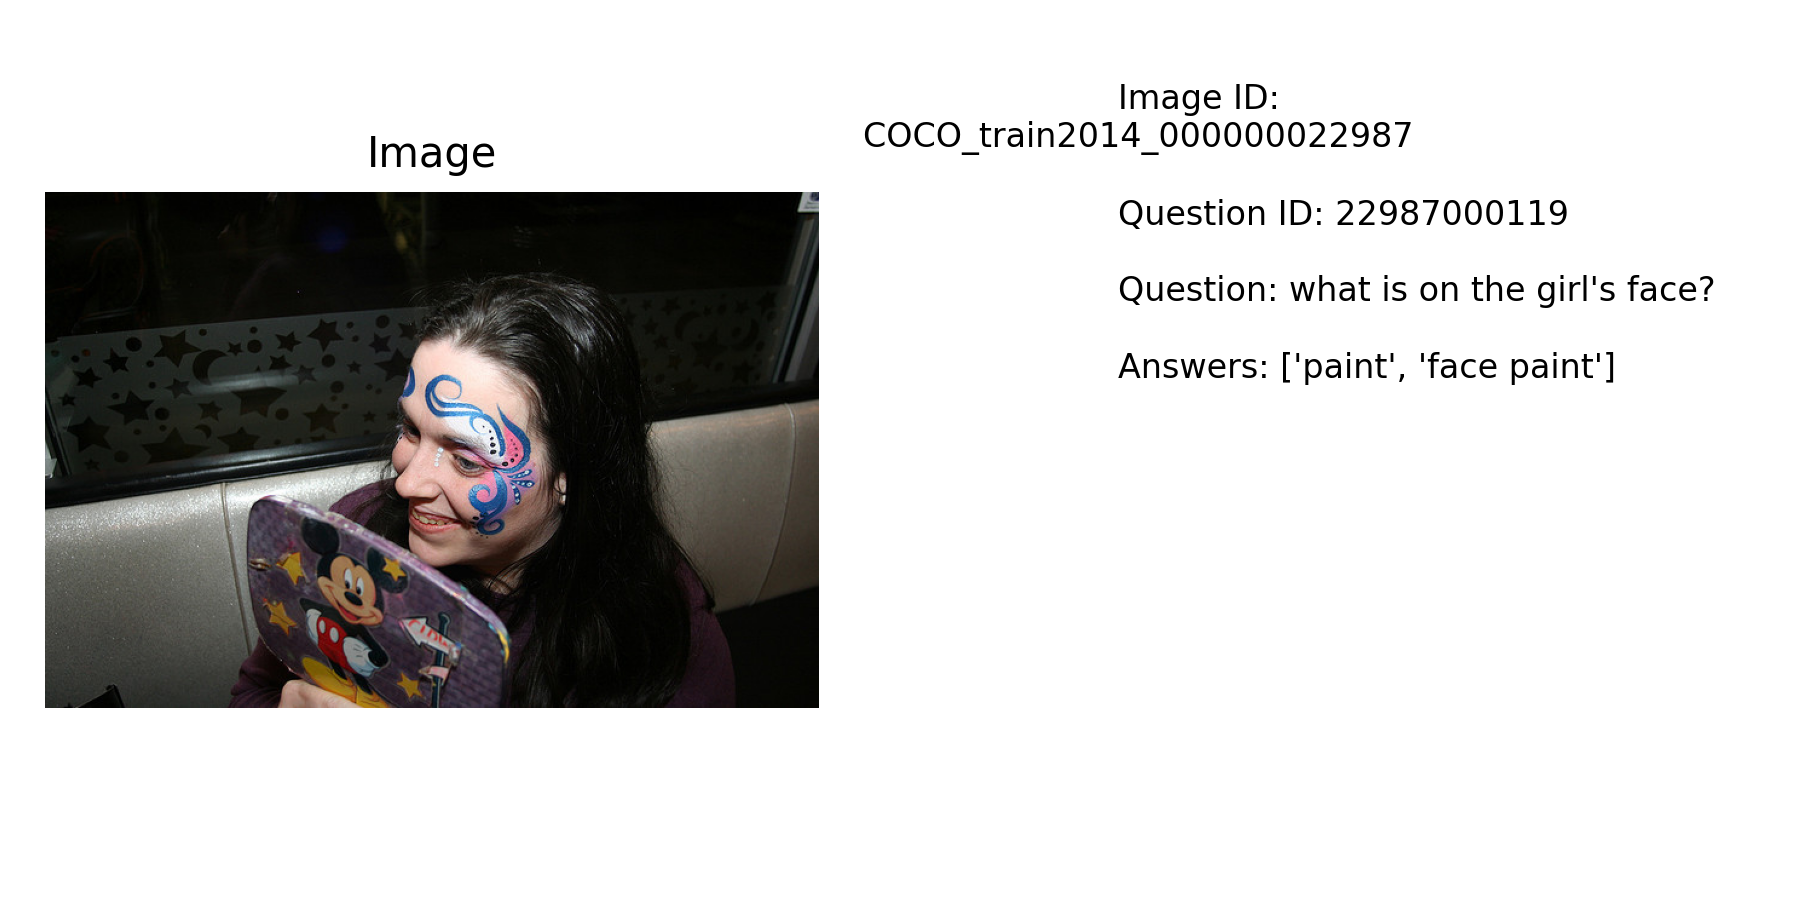 Image
Image ID:
COCO_train2014_000000022987
Question ID: 22987000119
Question: what is on the girl's face?
Answers: ['paint', 'face paint']